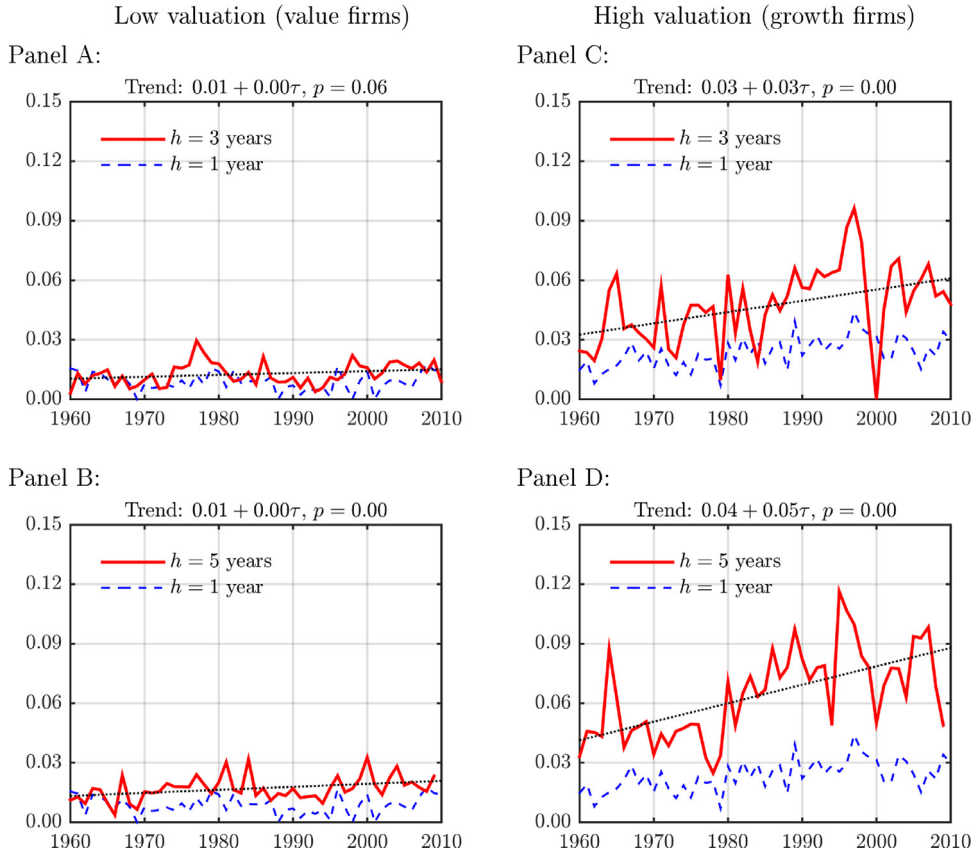 Low valuation (value firms)
High valuation (growth firms)
Panel A:
Trend: 0.01 + 0.00τ, p = 0.06
0.15
0.12
0.09
0.06
0.03
0.00
h = 3 years
h = 1 year
1960 1970 1980 1990 2000 2010
Panel C:
Trend: 0.03 + 0.03τ, p = 0.00
0.15
0.12
0.09
0.06
0.03
0.00
h = 3 years
h = 1 year
1960 1970 1980 1990 2000 2010
Panel B:
Trend: 0.01 + 0.00τ, p = 0.00
0.15
0.12
0.09
0.06
0.03
0.00
h = 5 years
h = 1 year
1960 1970 1980 1990 2000 2010
Panel D:
Trend: 0.04 + 0.05τ, p = 0.00
0.15
0.12
0.09
0.06
0.03
0.00
h = 5 years
h = 1 year
1960 1970 1980 1990 2000 2010